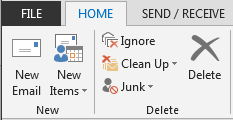 FILE HOME SEND / RECEIVE
New Email
New Items
Ignore
Clean Up
Junk
Delete
New Delete